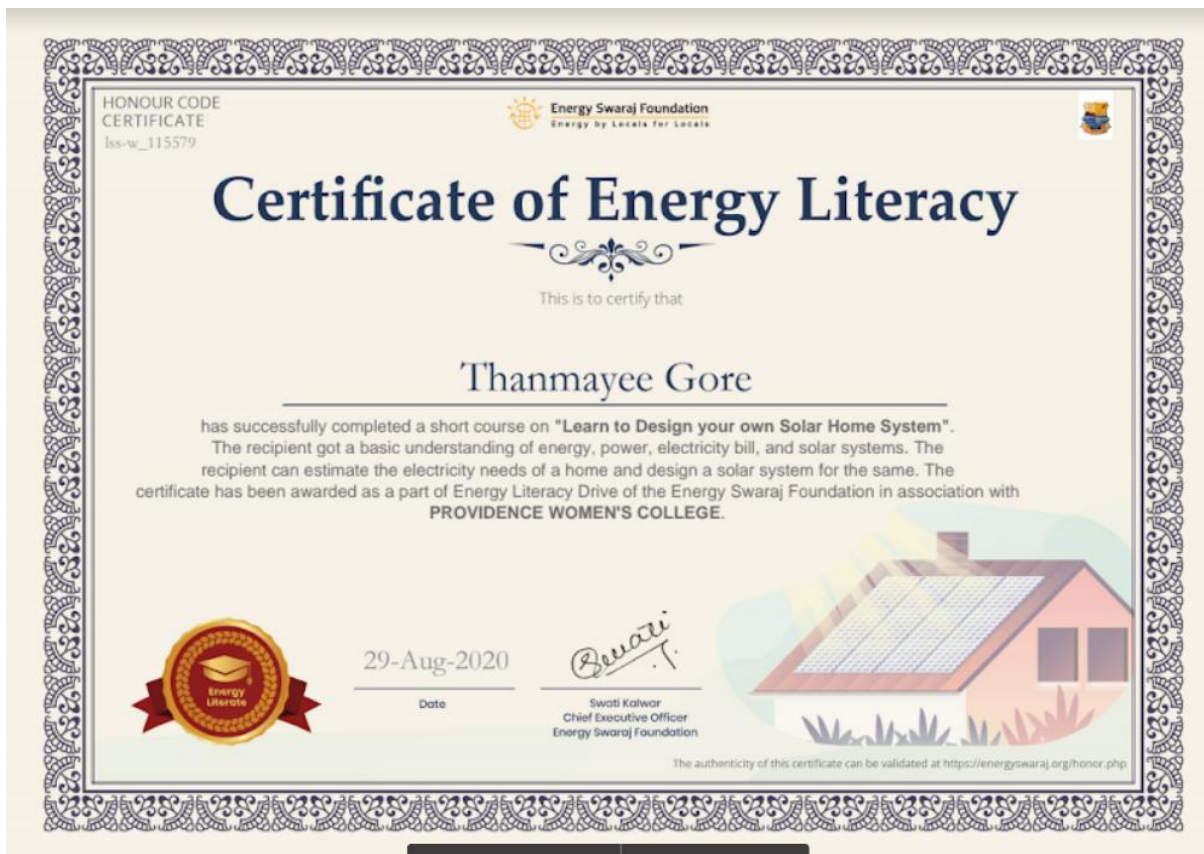 HONOUR CODE
CERTIFICATE
lss-w_115579
Energy Swaraj Foundation
Energy by Locals for Locals
Certificate of Energy Literacy
This is to certify that
Thanmayee Gore
has successfully completed a short course on "Learn to Design your own Solar Home System".
The recipient got a basic understanding of energy, power, electricity bill, and solar systems. The
recipient can estimate the electricity needs of a home and design a solar system for the same. The
certificate has been awarded as a part of Energy Literacy Drive of the Energy Swaraj Foundation in association with
PROVIDENCE WOMEN'S COLLEGE.
Energy
Literate
29-Aug-2020
Date
Swati
Swati Kalwar
Chief Executive Officer
Energy Swaraj Foundation
The authenticity of this certificate can be validated at https://energyswaraj.org/honor.php